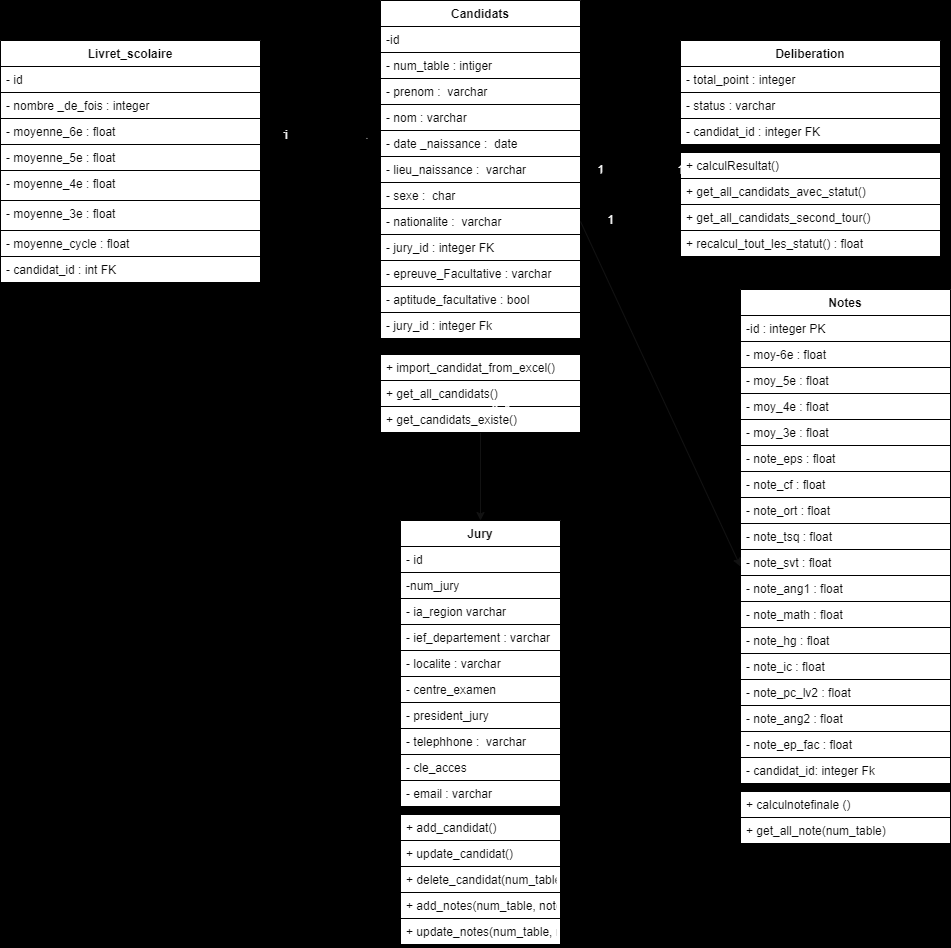 Livret_scolaire
- id
- nombre _de_fois : integer
- moyenne_6e : float
- moyenne_5e : float
- moyenne_4e : float
- moyenne_3e : float
- moyenne_cycle : float
- candidat_id : int FK
Candidats
-id
- num_table : intiger
- prenom :  varchar
- nom : varchar
- date _naissance :  date
- lieu_naissance :  varchar
- sexe :  char
- nationalite :  varchar
- jury_id : integer FK
- epreuve_Facultative : varchar
- aptitude_facultative : bool
- jury_id : integer Fk
+ import_candidat_from_excel()
+ get_all_candidats()
+ get_candidats_existe()
1
1
Deliberation
- total_point : integer
- status : varchar
- candidat_id : integer FK
+ calculResultat()
+ get_all_candidats_avec_statut()
+ get_all_candidats_second_tour()
+ recalcul_tout_les_statut() : float
Notes
-id : integer PK
- moy-6e : float
- moy_5e : float
- moy_4e : float
- moy_3e : float
- note_eps : float
- note_cf : float
- note_ort : float
- note_tsq : float
- note_svt : float
- note_ang1 : float
- note_math : float
- note_hg : float
- note_ic : float
- note_pc_lv2 : float
- note_ang2 : float
- note_ep_fac : float
- candidat_id: integer Fk
+ calculnotefinale ()
+ get_all_note(num_table)
Jury
- id
-num_jury
- ia_region varchar
- ief_departement : varchar
- localite : varchar
- centre_examen
- president_jury
- telephhone :  varchar
- cle_acces
- email : varchar
+ add_candidat()
+ update_candidat()
+ delete_candidat(num_table
+ add_notes(num_table, not
+ update_notes(num_table,